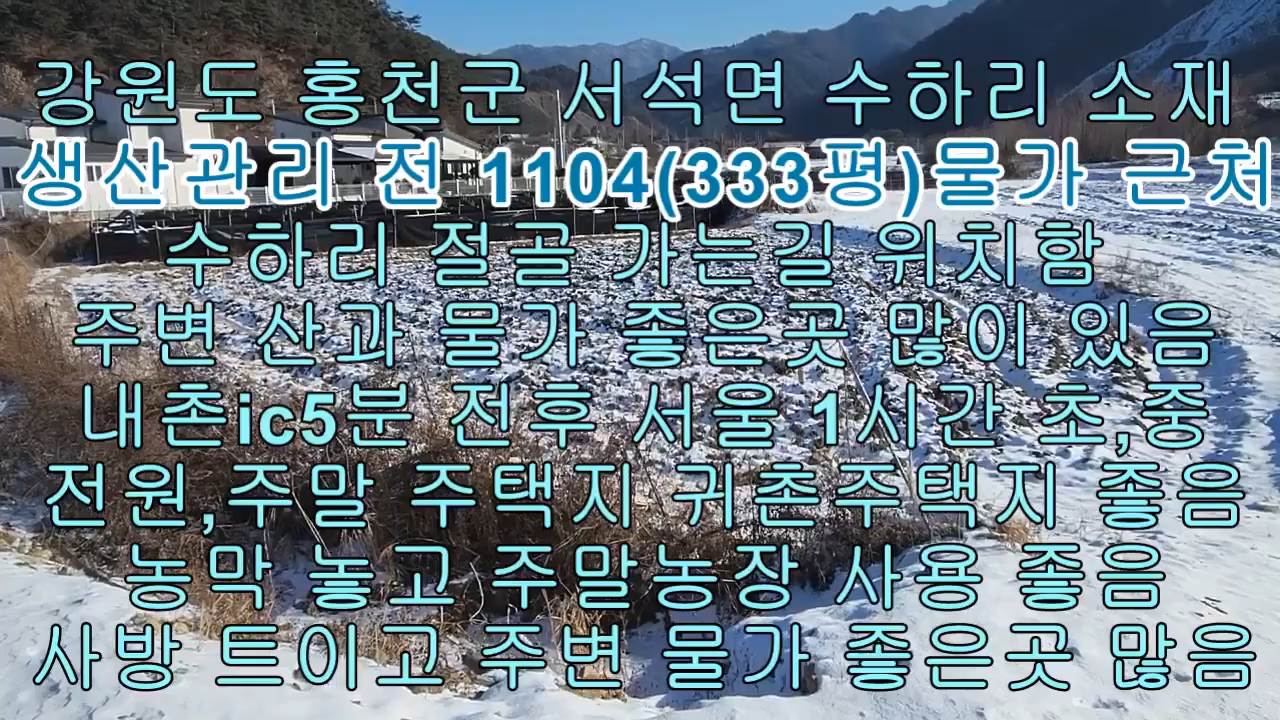 강원도 홍천군 서석면 수하리 소재
생산관리 전 1104(333평)물가 근처
수하리 절골 가는길 위치함
주변 산과 물가 좋은곳 많이 있음
내촌ic5분 전후 서울 1시간 초,중
전원,주말 주택지 귀촌주택지 좋음
농막 놓고 주말농장 사용 좋음
사방 트이고 주변 물가 좋은곳 많음